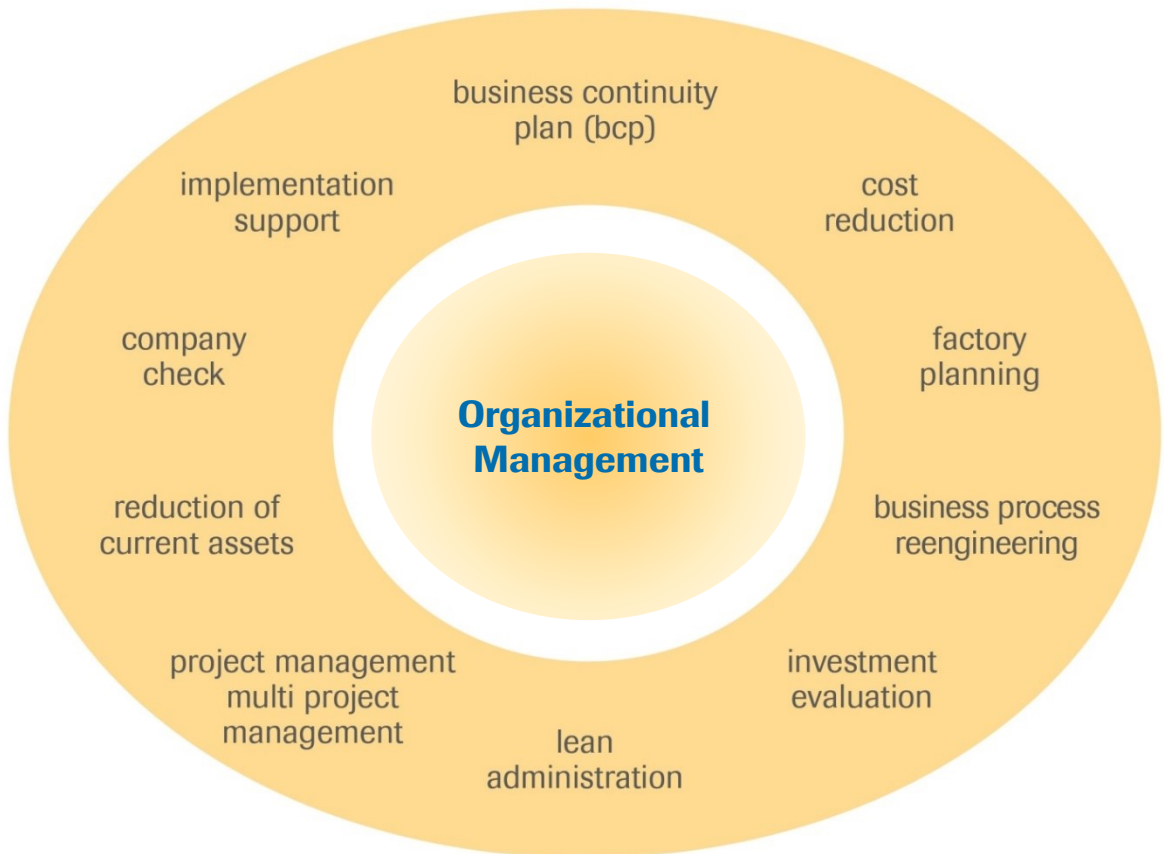 business continuity
plan (bcp)
cost
reduction
factory
planning
business process
reengineering
investment
evaluation
lean
administration
project management
multi project
management
reduction of
current assets
company
check
implementation
support
Organizational
Management